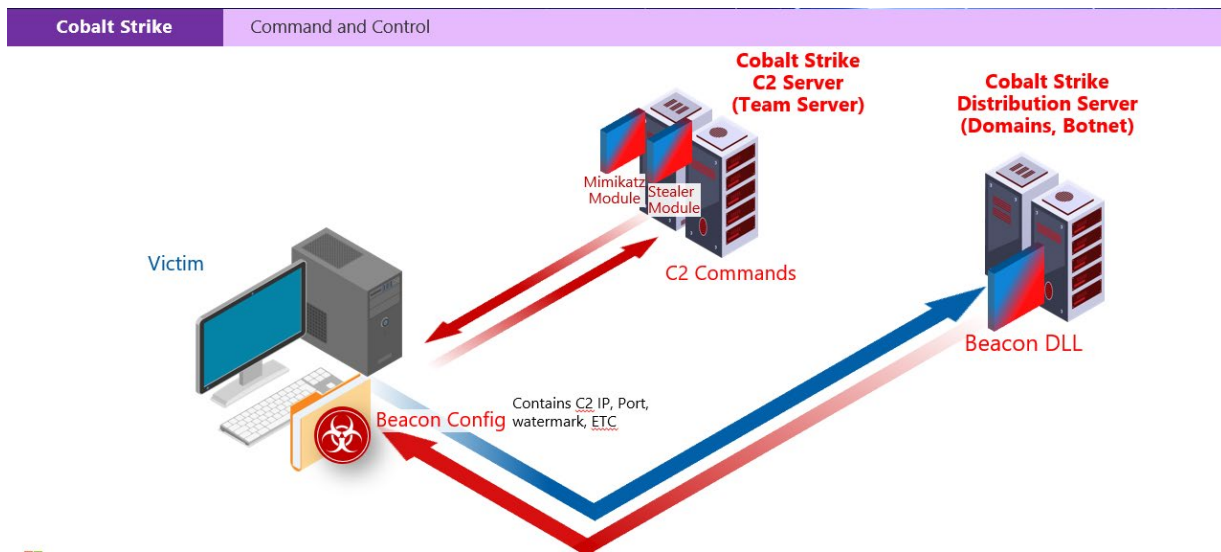 Cobalt Strike
Command and Control
Cobalt Strike
C2 Server
(Team Server)
Cobalt Strike
Distribution Server
(Domains, Botnet)
Mimikatz
Module
Stealer
Module
Victim
C2 Commands
Beacon DLL
Beacon Config
Contains C2 IP, Port,
watermark, ETC